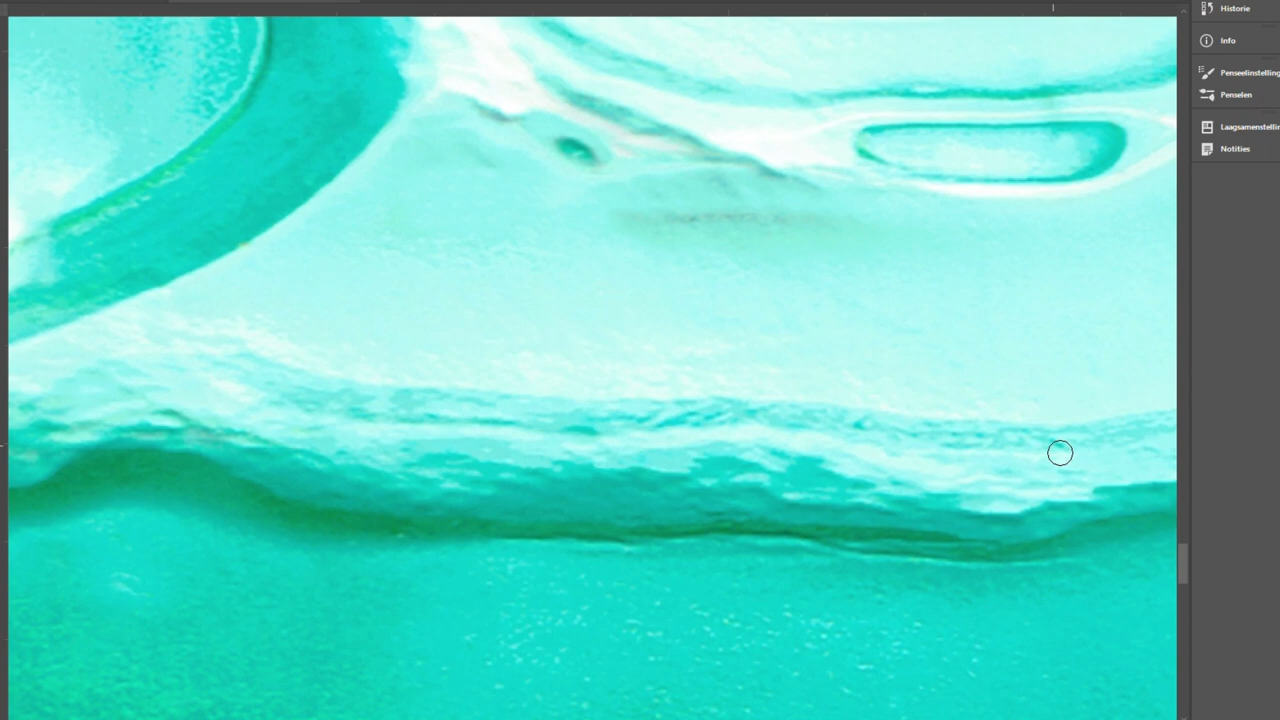 Historie
Info
Penseelinstelling
Penselen
Laagsamenstellin
Notities